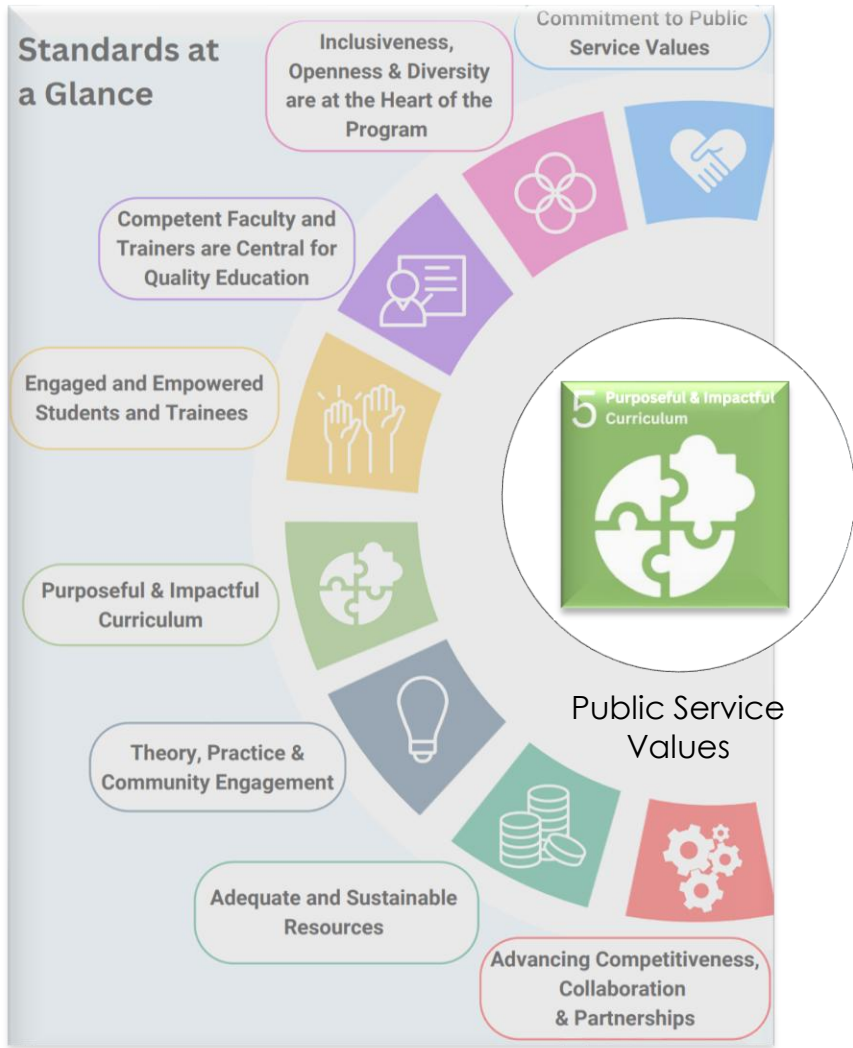 Standards at
a Glance
Commitment to Public
Service Values
Inclusiveness,
Openness & Diversity
are at the Heart of the
Program
Competent Faculty and
Trainers are Central for
Quality Education
Engaged and Empowered
Students and Trainees
Purposeful & Impactful
Curriculum
Theory, Practice &
Community Engagement
Adequate and Sustainable
Resources
Advancing Competitiveness,
Collaboration
& Partnerships
5 Purposeful & Impactful
Curriculum
Public Service
Values